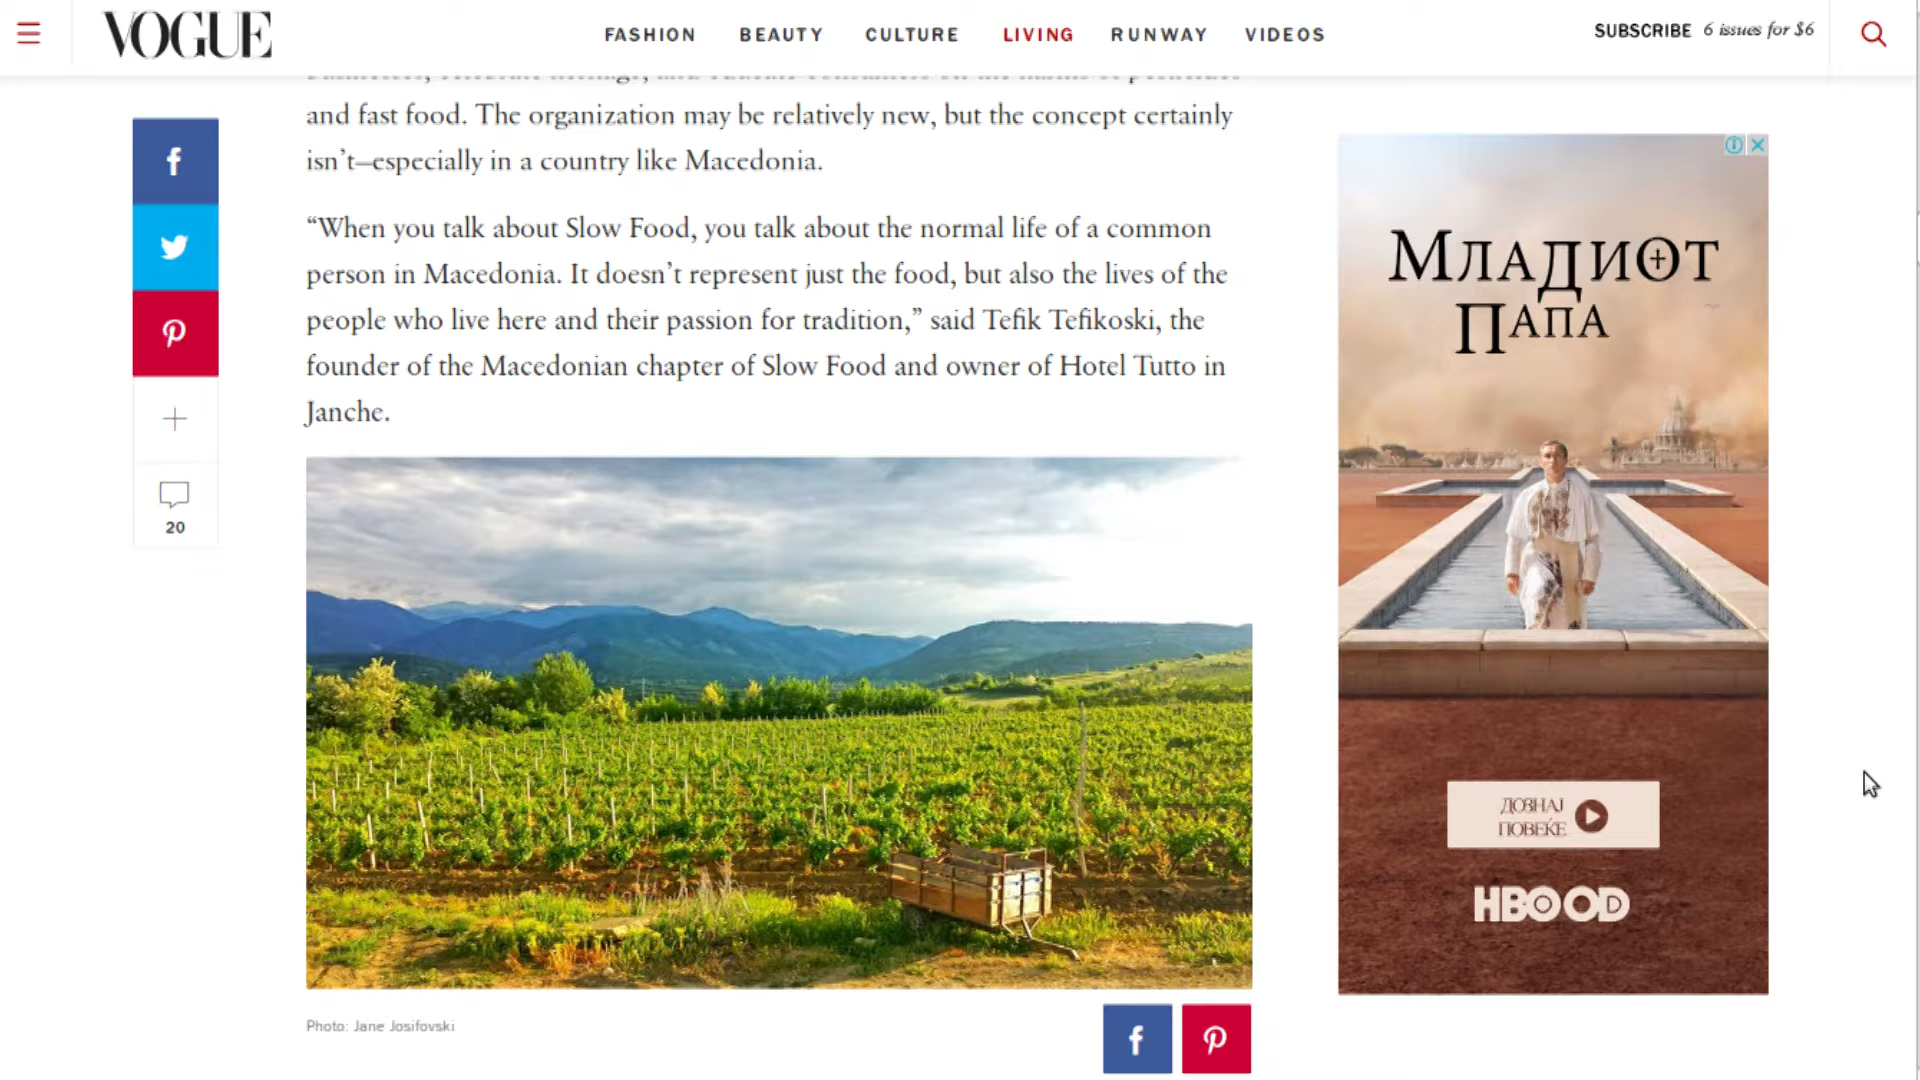 VOGUE
FASHION BEAUTY CULTURE LIVING RUNWAY VIDEOS
SUBSCRIBE 6 issues for $6
and fast food. The organization may be relatively new, but the concept certainly
isn’t–especially in a country like Macedonia.
“When you talk about Slow Food, you talk about the normal life of a common
person in Macedonia. It doesn’t represent just the food, but also the lives of the
people who live here and their passion for tradition,” said Tefik Tefikoski, the
founder of the Macedonian chapter of Slow Food and owner of Hotel Tutto in
Janche.
20
Photo: Jane Josifovski
МЛАДИОТ
ПАПА
ДОЗНАЈ
ПОВЕЌЕ
HBO OD